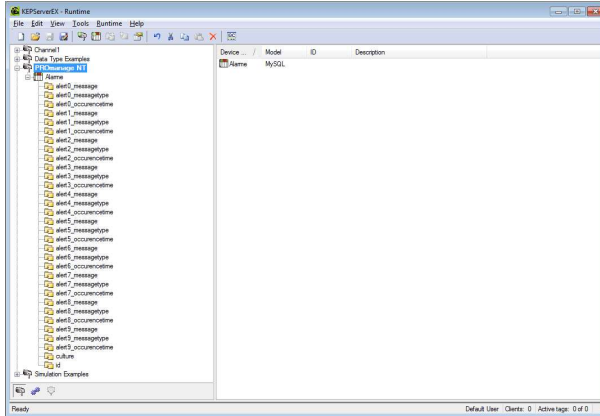 KEPServerEX - Runtime
File Edit View Tools Runtime Help
Channel1
Data Type Examples
PROmanage NT
Alarme
alert0_message
alert0_messagetype
alert0_occurencetime
alert1_message
alert1_messagetype
alert1_occurencetime
alert2_message
alert2_messagetype
alert2_occurencetime
alert3_message
alert3_messagetype
alert3_occurencetime
alert4_message
alert4_messagetype
alert4_occurencetime
alert5_message
alert5_messagetype
alert5_occurencetime
alert6_message
alert6_messagetype
alert6_occurencetime
alert7_message
alert7_messagetype
alert7_occurencetime
alert8_message
alert8_messagetype
alert8_occurencetime
alert9_message
alert9_messagetype
alert9_occurencetime
culture
id
Simulation Examples
Device ... / Model ID Description
Alarme MySQL
Ready Default User Clients: 0 Active tags: 0 of 0